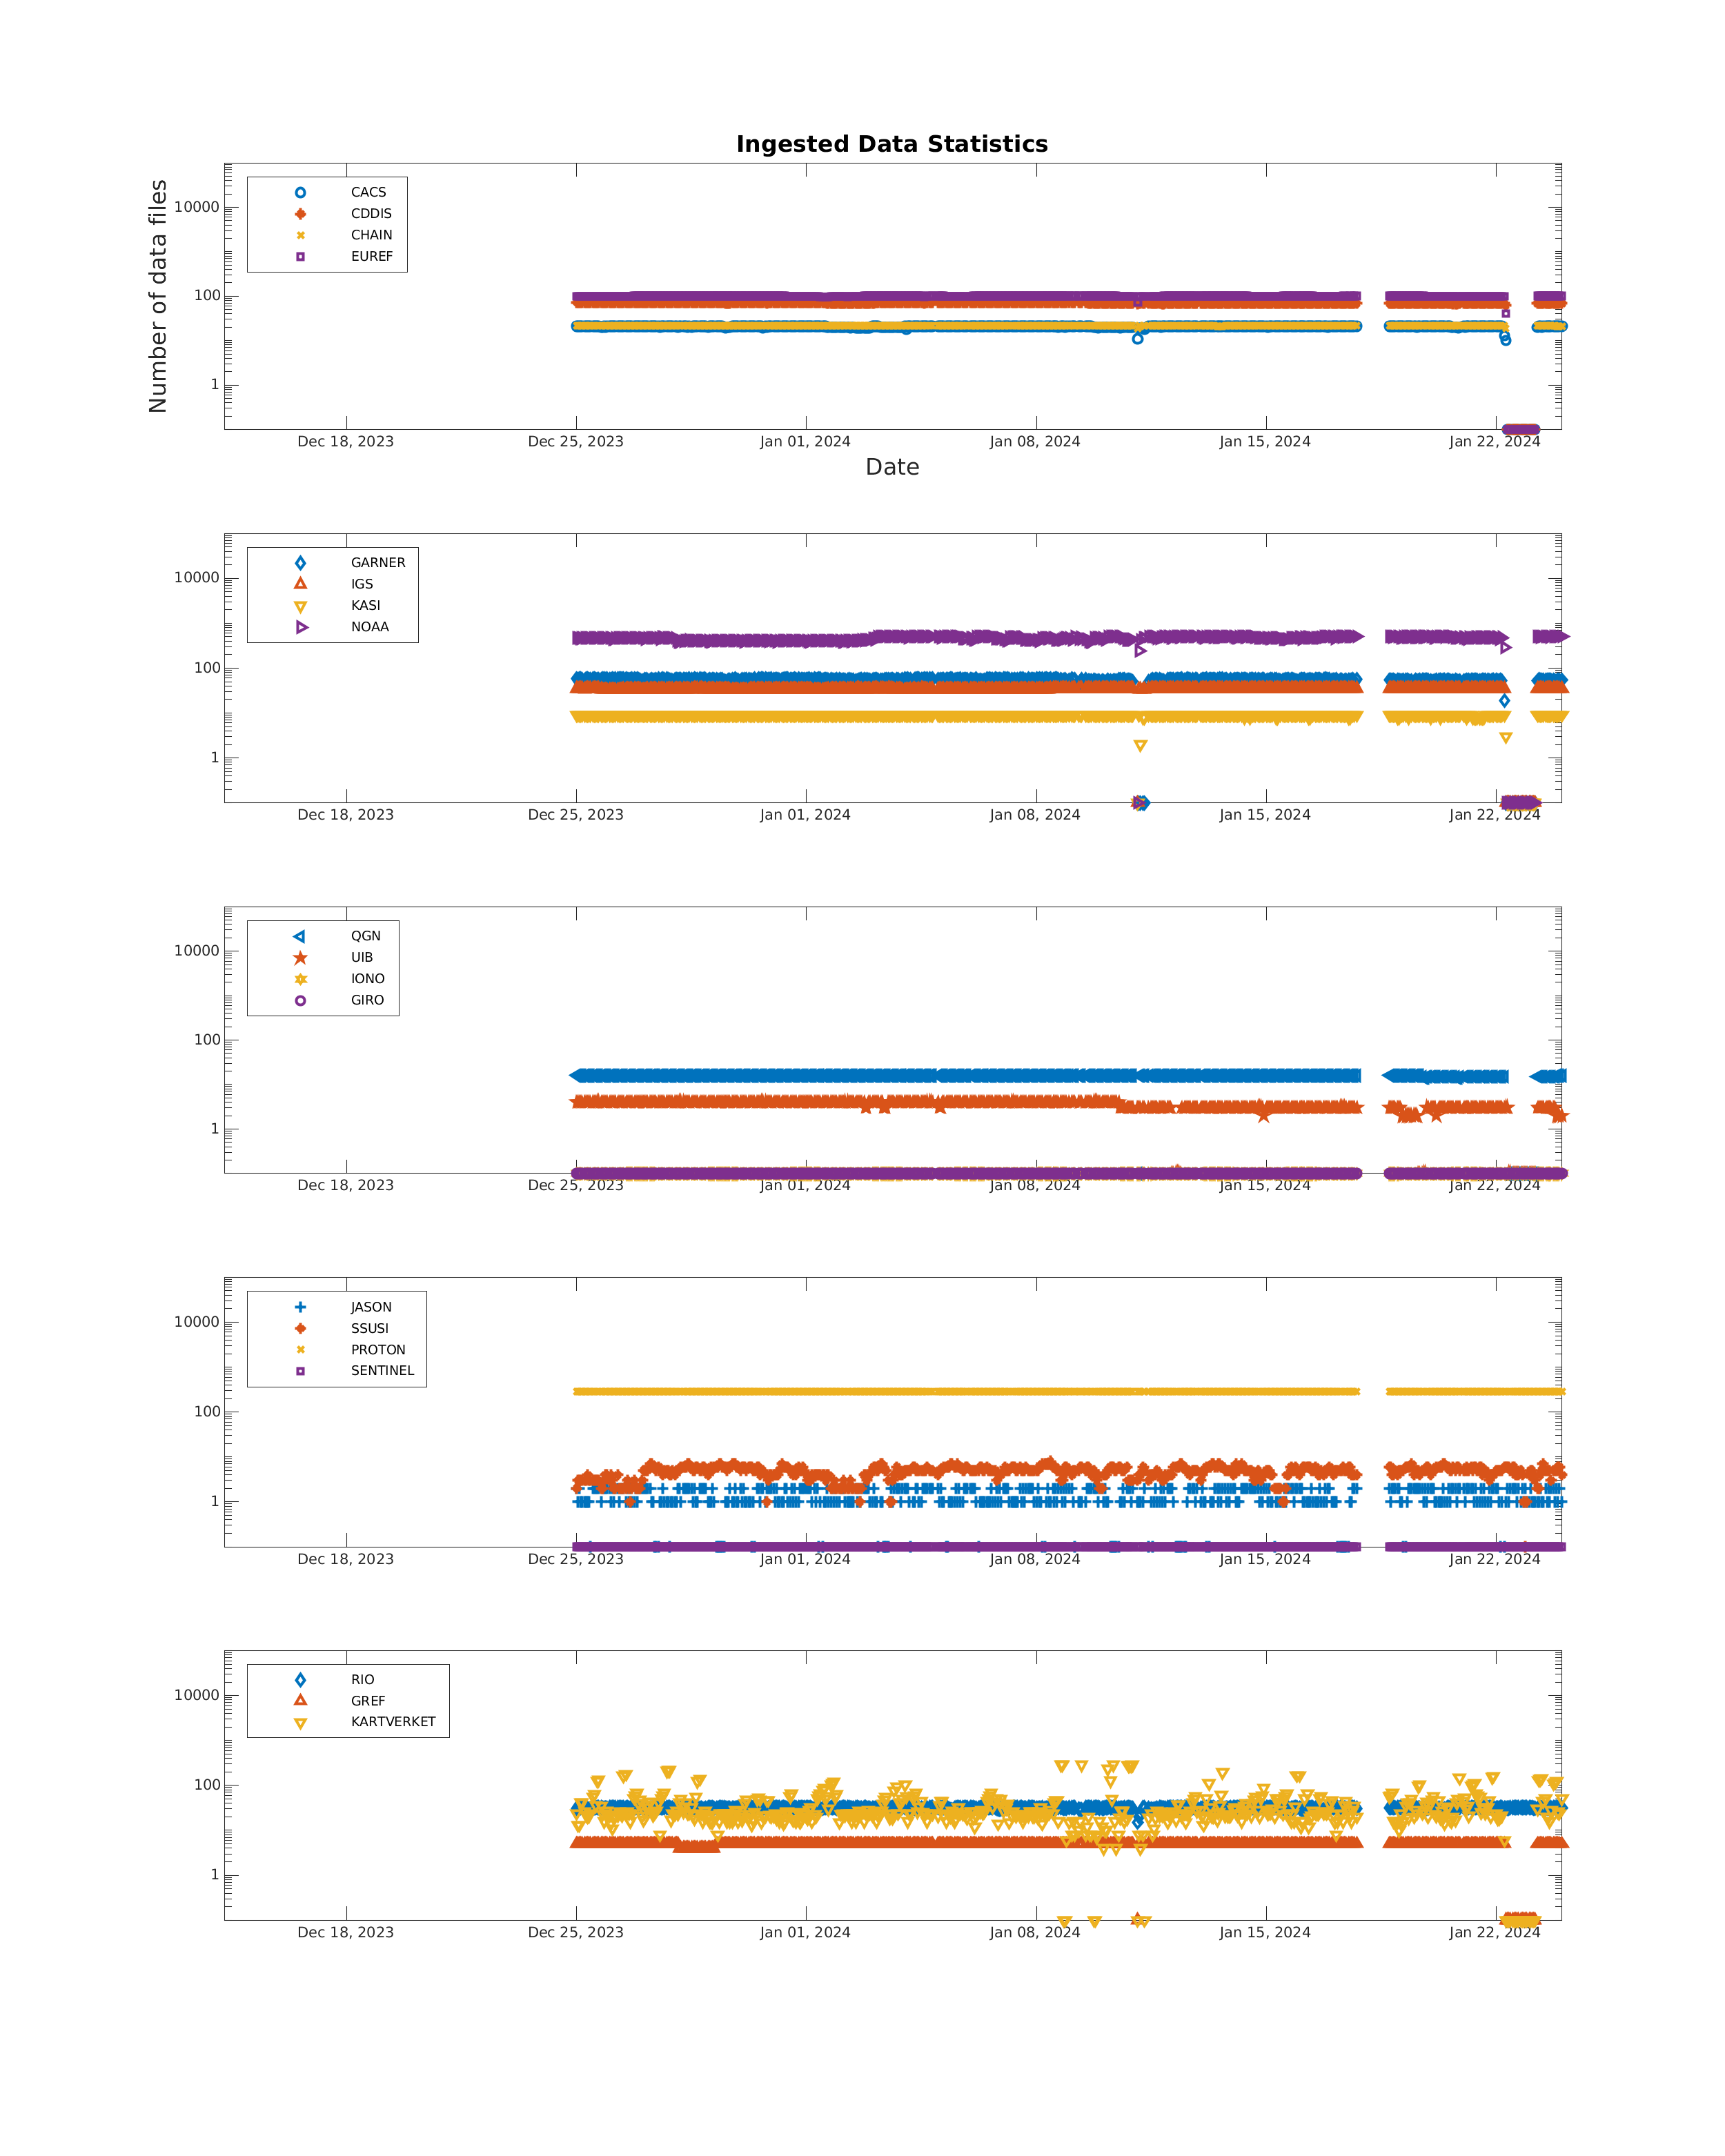 Ingested Data Statistics
Number of data files
CACS
CDDIS
CHAIN
EUREF
10000
100
1
Dec 18, 2023 Dec 25, 2023 Jan 01, 2024 Jan 08, 2024 Jan 15, 2024 Jan 22, 2024
Date
GARNER
IGS
KASI
NOAA
10000
100
1
Dec 18, 2023 Dec 25, 2023 Jan 01, 2024 Jan 08, 2024 Jan 15, 2024 Jan 22, 2024
QGN
UIB
IONO
GIRO
10000
100
1
Dec 18, 2023 Dec 25, 2023 Jan 01, 2024 Jan 08, 2024 Jan 15, 2024 Jan 22, 2024
JASON
SSUSI
PROTON
SENTINEL
10000
100
1
Dec 18, 2023 Dec 25, 2023 Jan 01, 2024 Jan 08, 2024 Jan 15, 2024 Jan 22, 2024
RIO
GREF
KARTVERKET
10000
100
1
Dec 18, 2023 Dec 25, 2023 Jan 01, 2024 Jan 08, 2024 Jan 15, 2024 Jan 22, 2024